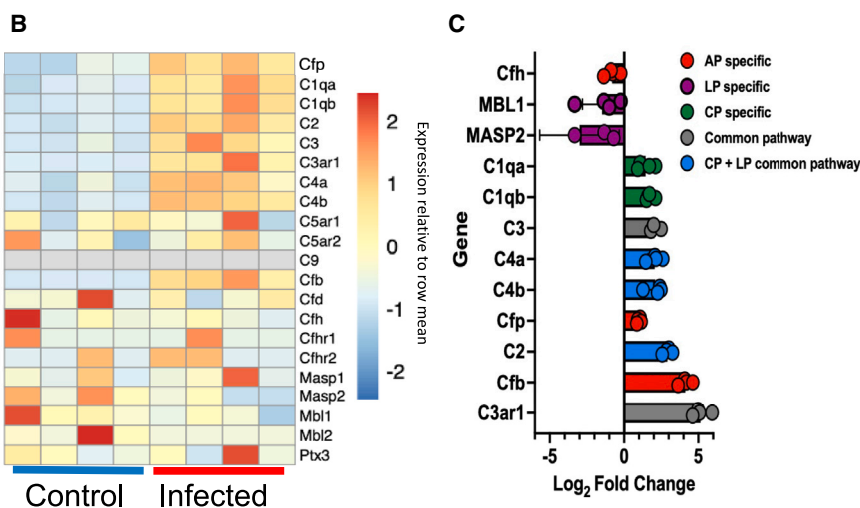 B
Cfp
C1qa
C1qb
C2
C3
C3ar1
C4a
C4b
C5ar1
C5ar2
C9
Cfb
Cfd
Cfh
Cfhr1
Cfhr2
Masp1
Masp2
Mbl1
Mbl2
Ptx3
Control Infected
2
1
0
-1
-2
Expression relative to row mean
C
Gene
Cfh
MBL1
MASP2
C1qa
C1qb
C3
C4a
C4b
Cfp
C2
Cfb
C3ar1
-5 0 5
Log2 Fold Change
AP specific
LP specific
CP specific
Common pathway
CP + LP common pathway